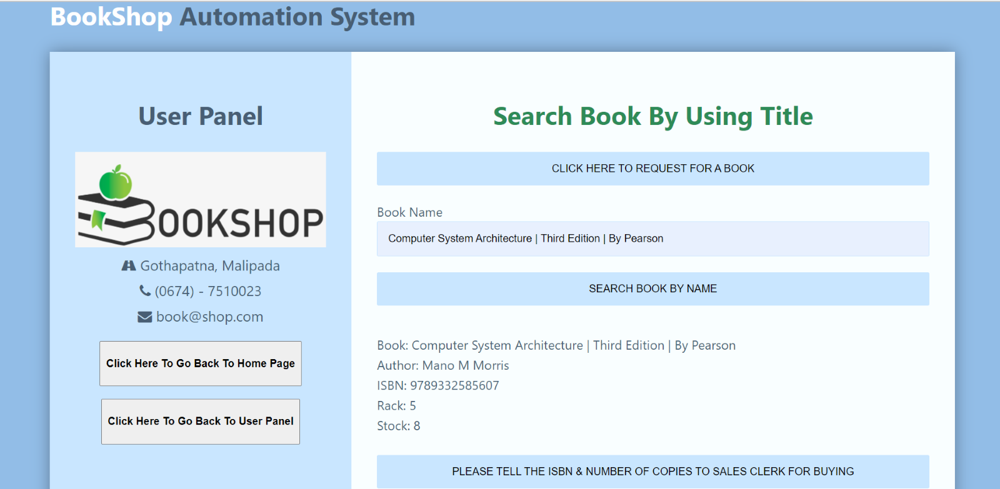 BookShop Automation System
User Panel
BOOKSHOP
Gothapatna, Malipada
(0674) - 7510023
book@shop.com
Click Here To Go Back To Home Page
Click Here To Go Back To User Panel
Search Book By Using Title
CLICK HERE TO REQUEST FOR A BOOK
Book Name
Computer System Architecture | Third Edition | By Pearson
SEARCH BOOK BY NAME
Book: Computer System Architecture | Third Edition | By Pearson
Author: Mano M Morris
ISBN: 9789332585607
Rack: 5
Stock: 8
PLEASE TELL THE ISBN & NUMBER OF COPIES TO SALES CLERK FOR BUYING